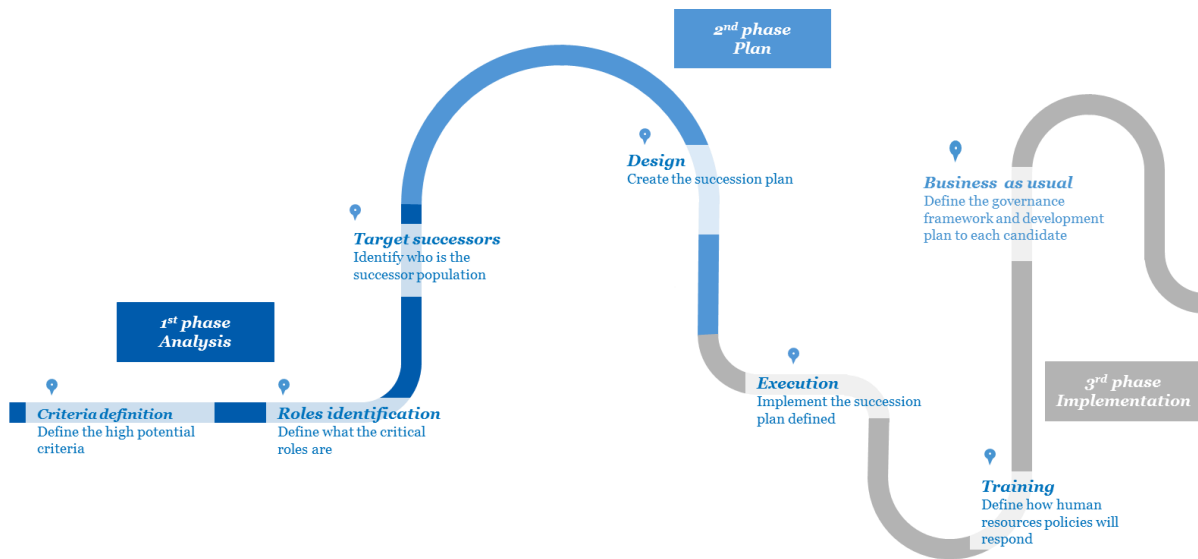 1st phase
Analysis
Criteria definition
Define the high potential
criteria
Roles identification
Define what the critical
roles are
Target successors
Identify who is the
successor population
2nd phase
Plan
Design
Create the succession plan
Execution
Implement the succession
plan defined
Training
Define how human
resources policies will
respond
Business as usual
Define the governance
framework and development
plan to each candidate
3rd phase
Implementation